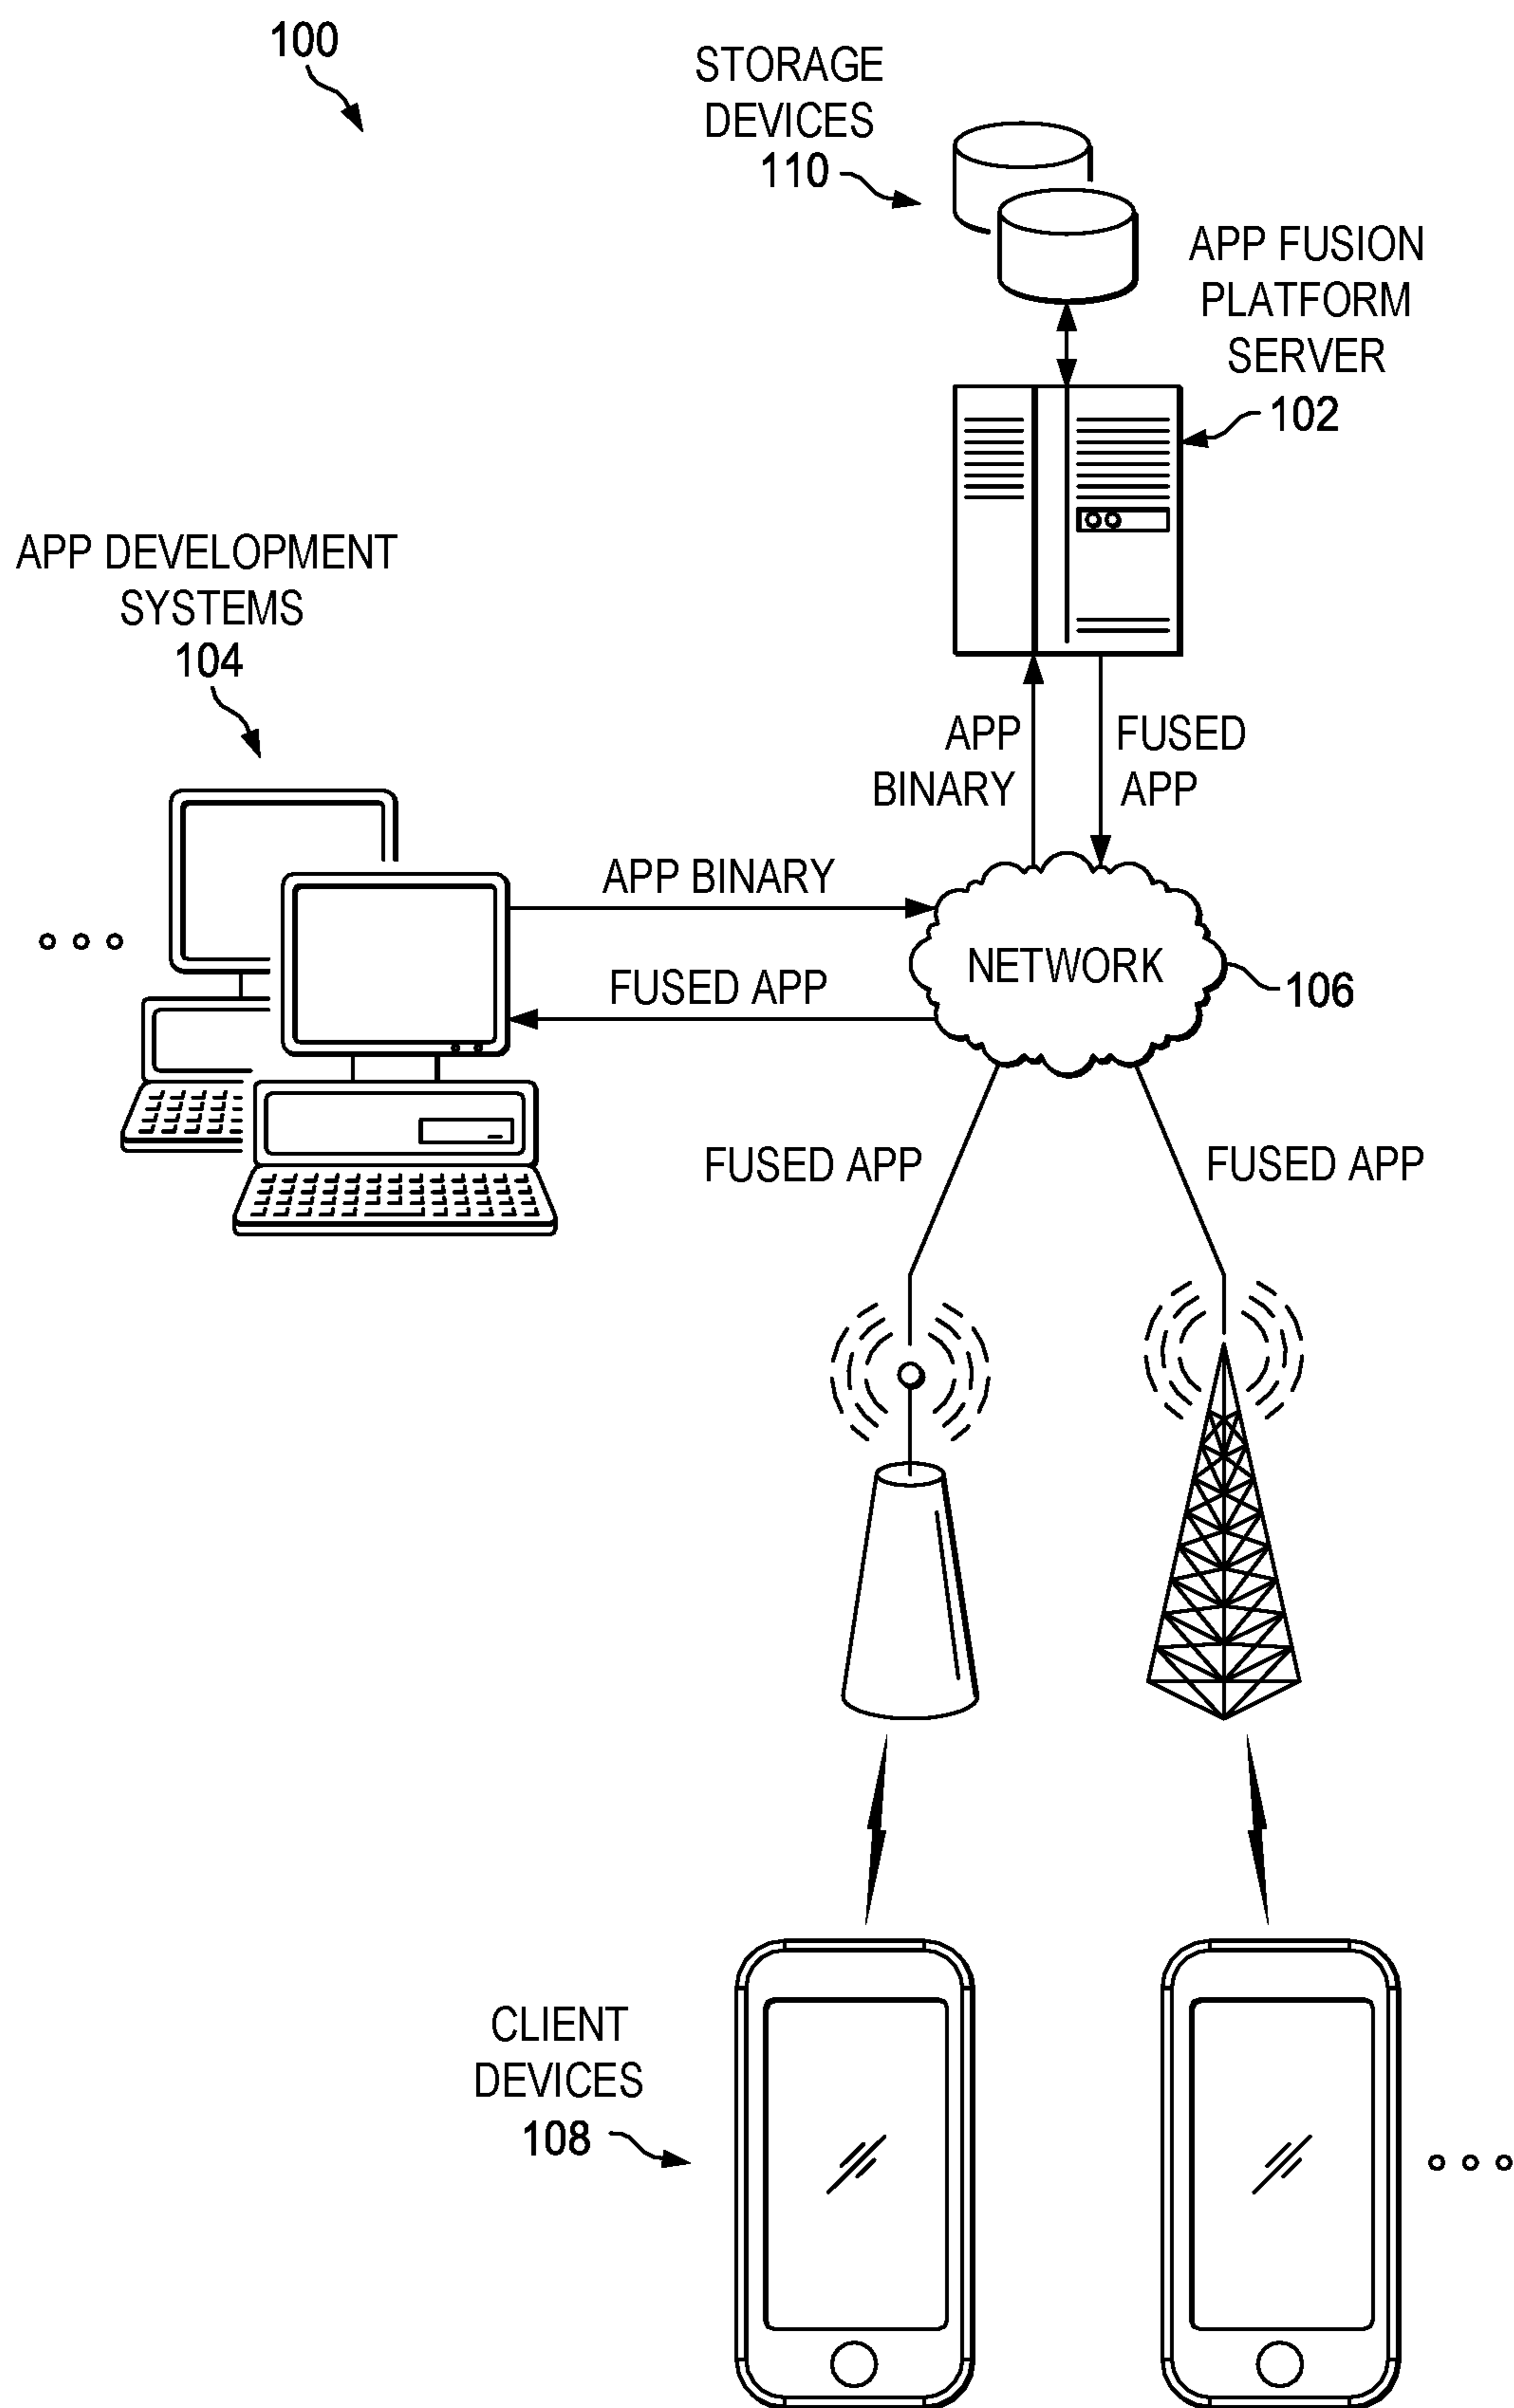 100
STORAGE
DEVICES
110
APP FUSION
PLATFORM
SERVER
102
APP DEVELOPMENT
SYSTEMS
104
APP
BINARY
FUSED
APP
APP BINARY
NETWORK
106
FUSED APP
FUSED APP
FUSED APP
CLIENT
DEVICES
108